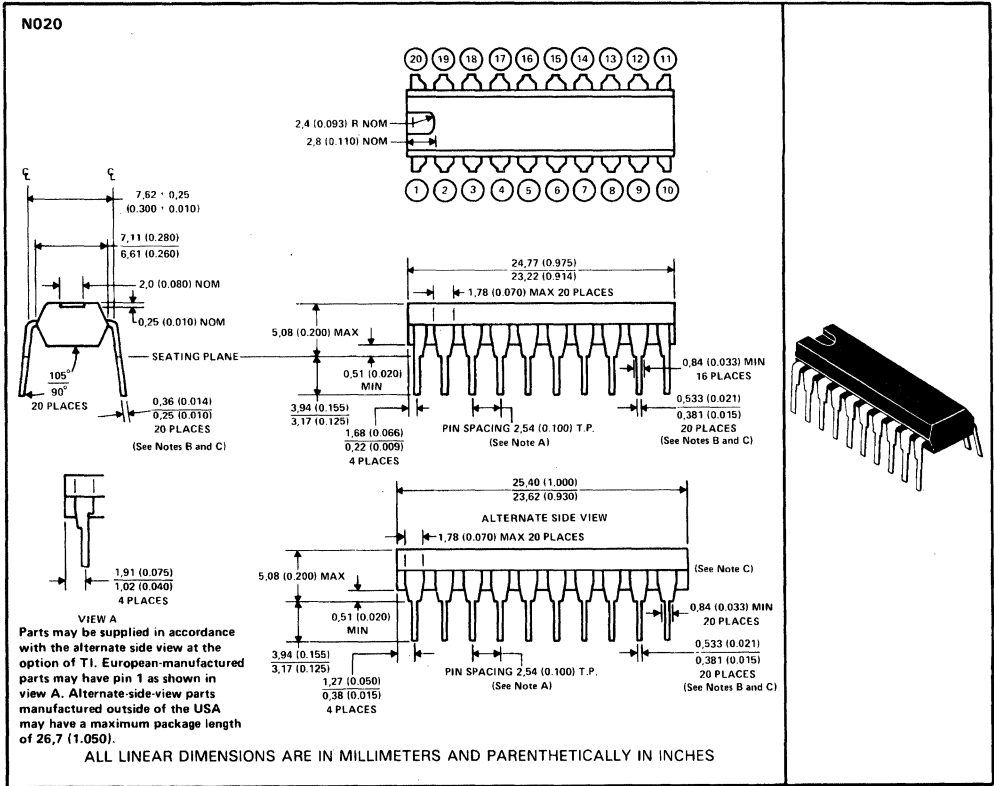 N020
20 19 18 17 16 15 14 13 12 11
2,4 (0.093) R NOM
2,8 (0.110) NOM
1 2 3 4 5 6 7 8 9 10
℄ ℄
7,62 ± 0,25
(0.300 ± 0.010)
7,11 (0.280)
6,61 (0.260)
2,0 (0.080) NOM
0,25 (0.010) NOM
SEATING PLANE
105°
90°
20 PLACES
0,36 (0.014)
0,25 (0.010)
20 PLACES
(See Notes B and C)
24,77 (0.975)
23,22 (0.914)
1,78 (0.070) MAX 20 PLACES
5,08 (0.200) MAX
0,51 (0.020)
MIN
3,94 (0.155)
3,17 (0.125)
1,68 (0.066)
0,22 (0.009)
4 PLACES
PIN SPACING 2,54 (0.100) T.P.
(See Note A)
0,84 (0.033) MIN
16 PLACES
0,533 (0.021)
0,381 (0.015)
20 PLACES
(See Notes B and C)
25,40 (1.000)
23,62 (0.930)
ALTERNATE SIDE VIEW
1,78 (0.070) MAX 20 PLACES
5,08 (0.200) MAX
(See Note C)
0,51 (0.020)
MIN
3,94 (0.155)
3,17 (0.125)
1,27 (0.050)
0,38 (0.015)
4 PLACES
PIN SPACING 2,54 (0.100) T.P.
(See Note A)
0,84 (0.033) MIN
20 PLACES
0,533 (0.021)
0,381 (0.015)
20 PLACES
(See Notes B and C)
1,91 (0.075)
1,02 (0.040)
4 PLACES
VIEW A
Parts may be supplied in accordance
with the alternate side view at the
option of TI. European-manufactured
parts may have pin 1 as shown in
view A. Alternate-side-view parts
manufactured outside of the USA
may have a maximum package length
of 26,7 (1.050).
ALL LINEAR DIMENSIONS ARE IN MILLIMETERS AND PARENTHETICALLY IN INCHES